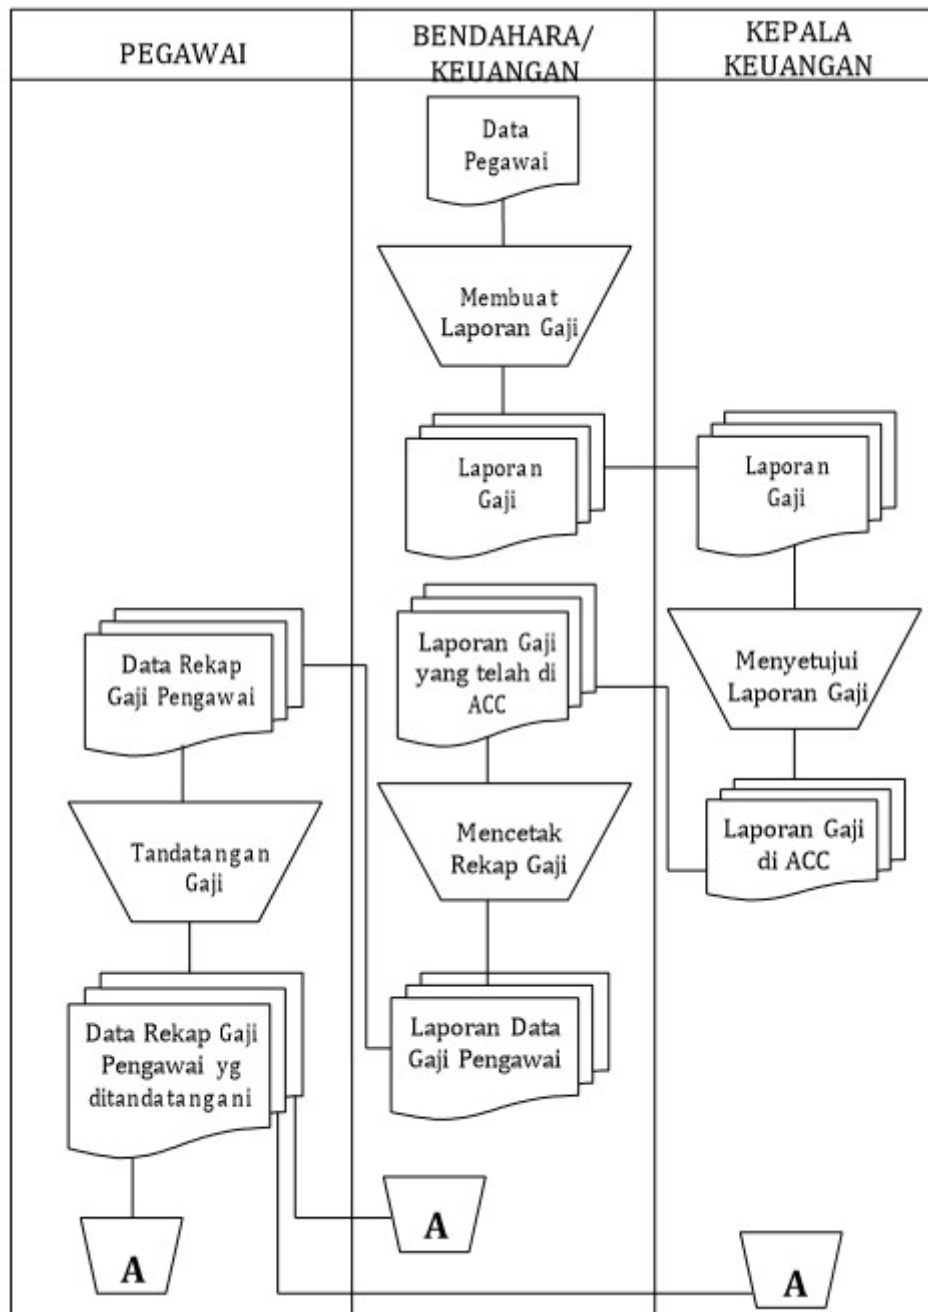 PEGAWAI
BENDAHARA/
KEUANGAN
KEPALA
KEUANGAN
Data
Pegawai
Membuat
Laporan Gaji
Laporan
Gaji
Laporan
Gaji
Menyetujui
Laporan Gaji
Laporan Gaji
di ACC
Laporan Gaji
yang telah di
ACC
Mencetak
Rekap Gaji
Laporan Data
Gaji Pengawai
Data Rekap
Gaji Pengawai
Tandatangan
Gaji
Data Rekap Gaji
Pengawai yg
ditandatangani
A
A
A